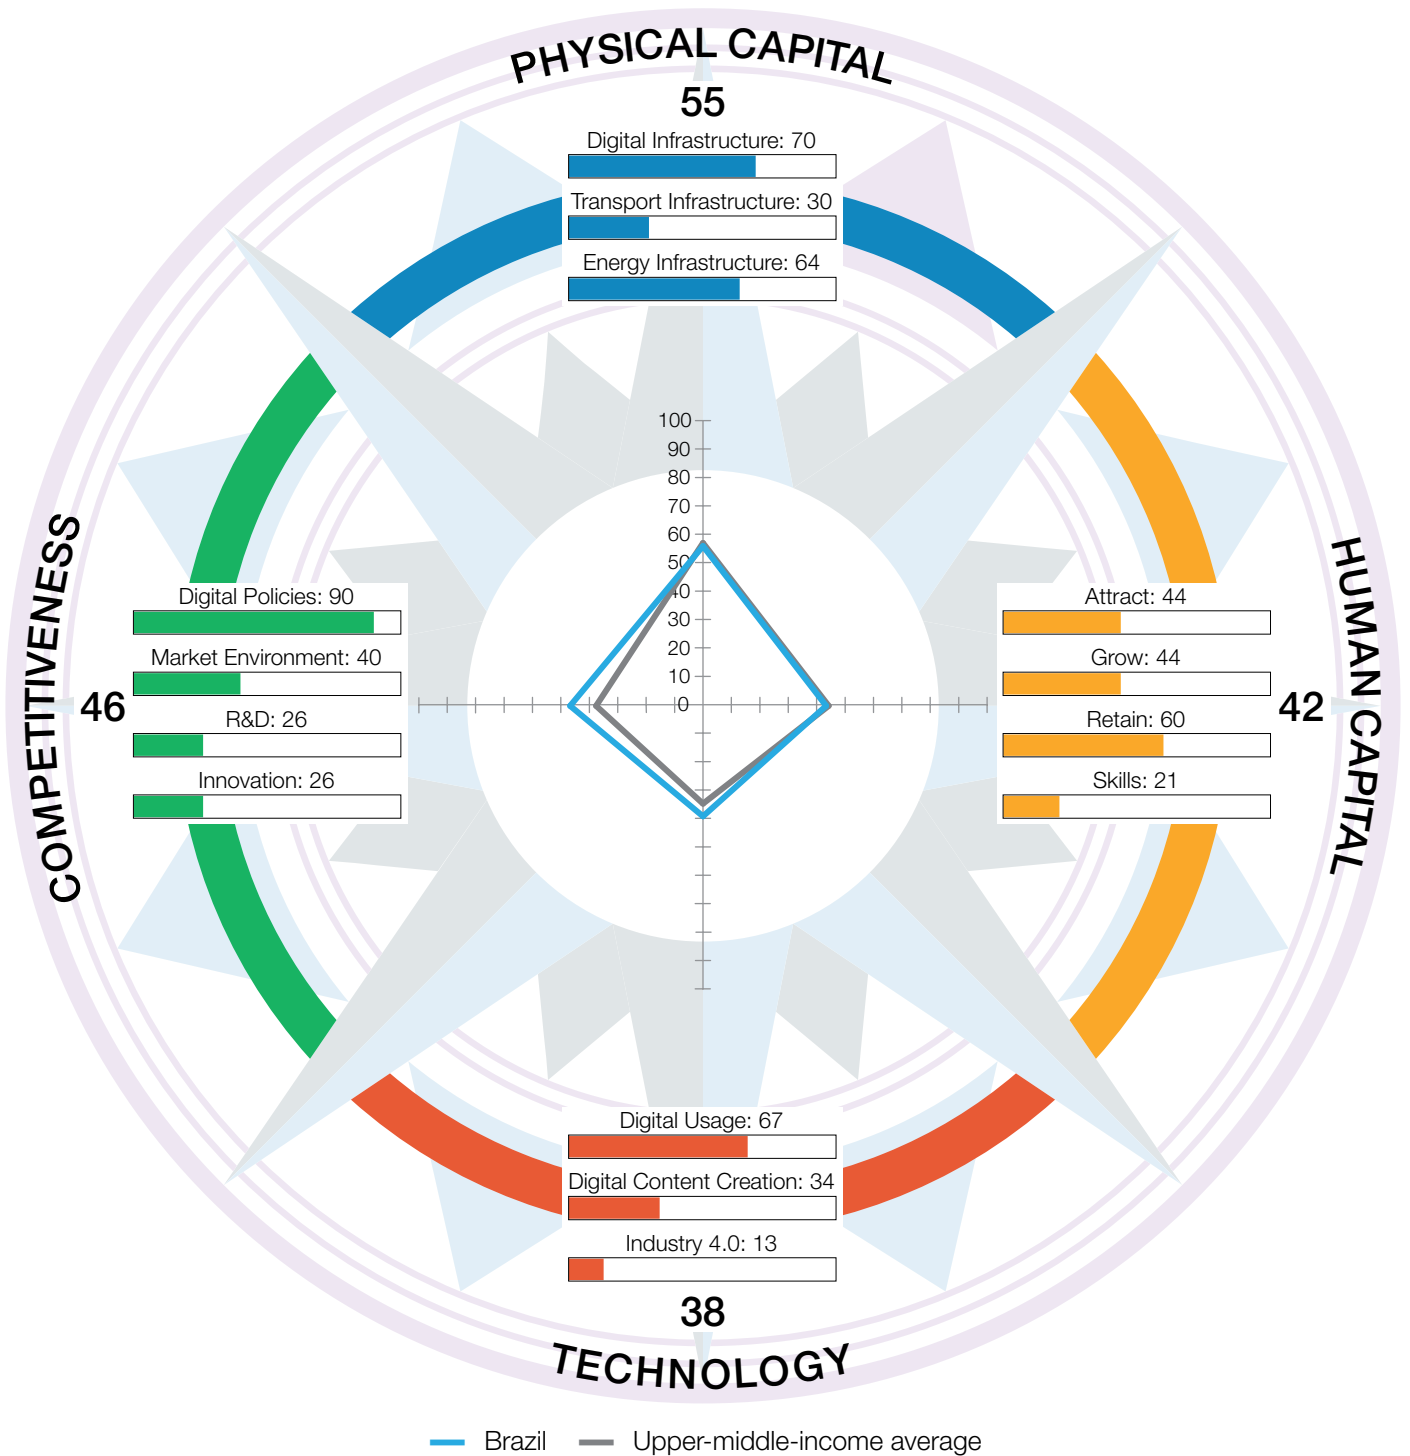 PHYSICAL CAPITAL
55
Digital Infrastructure: 70
Transport Infrastructure: 30
Energy Infrastructure: 64
100
90
80
70
60
50
40
30
20
10
0
COMPETITIVENESS
46
Digital Policies: 90
Market Environment: 40
R&D: 26
Innovation: 26
HUMAN CAPITAL
42
Attract: 44
Grow: 44
Retain: 60
Skills: 21
Digital Usage: 67
Digital Content Creation: 34
Industry 4.0: 13
38
TECHNOLOGY
Brazil
Upper-middle-income average